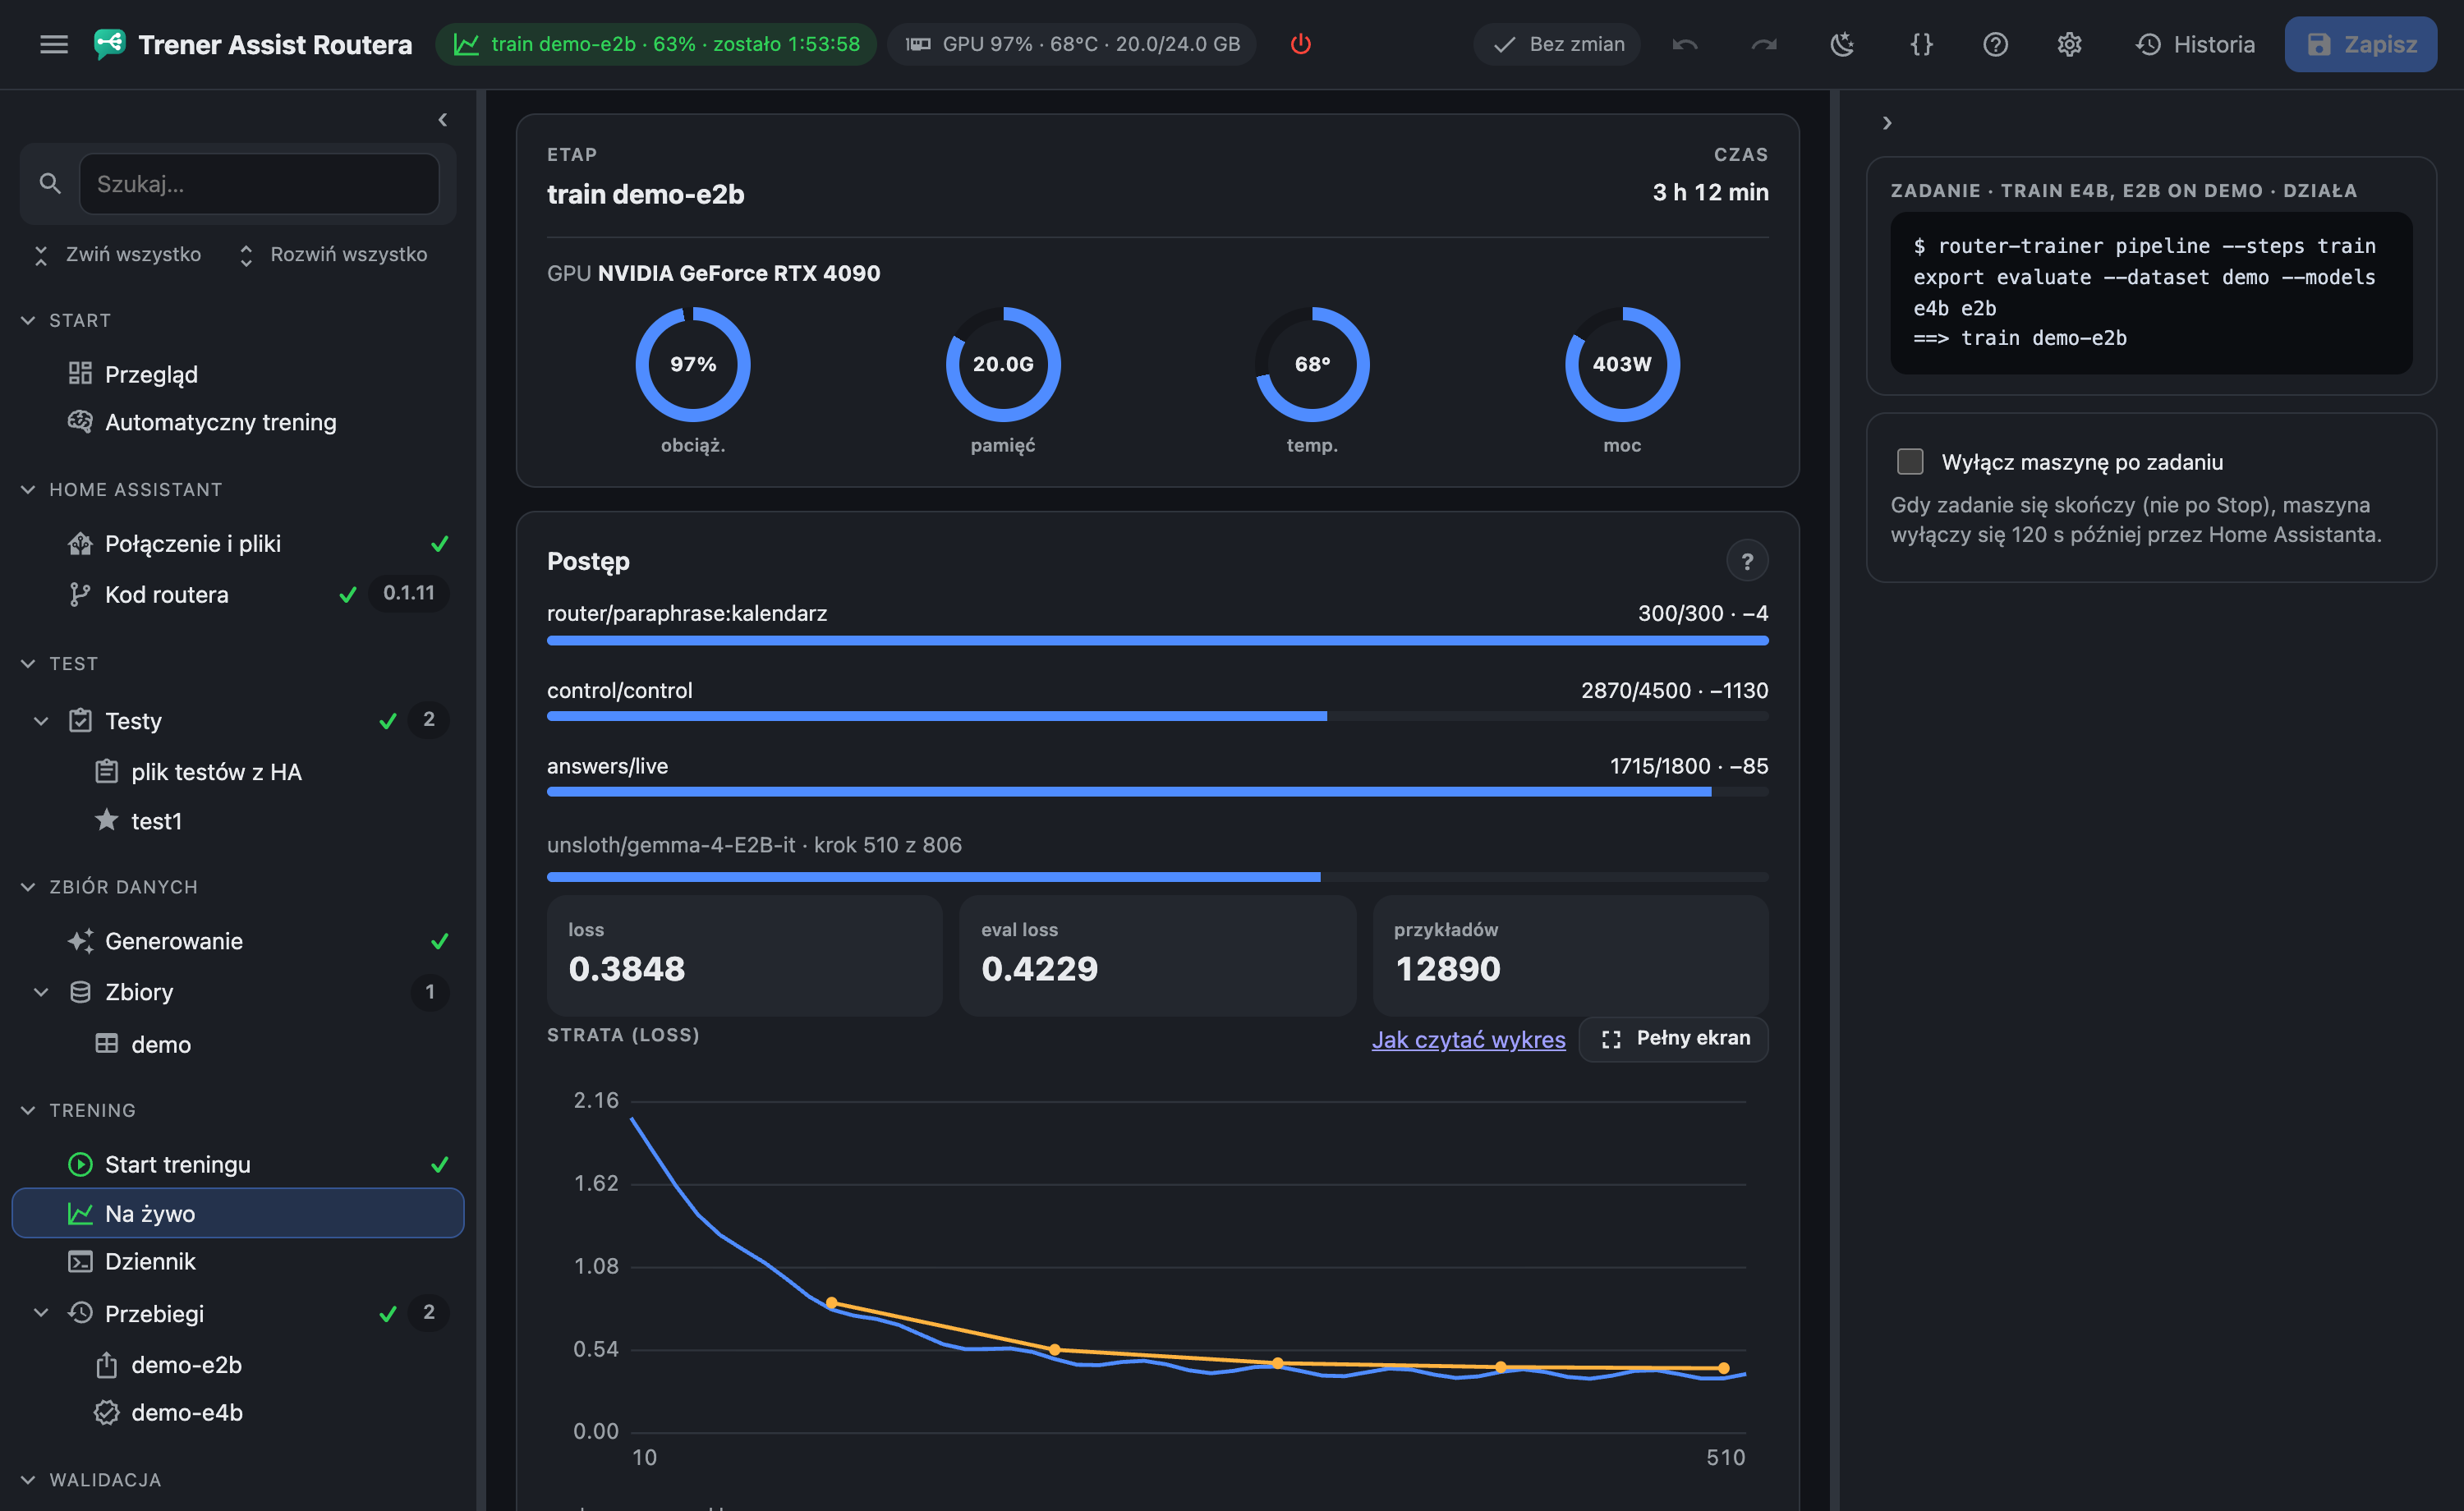 Trener Assist Routera
train demo-e2b · 63% · zostało 1:53:58
GPU 97% · 68°C · 20.0/24.0 GB
Bez zmian
{}
Historia
Zapisz
Szukaj...
Zwiń wszystko
Rozwiń wszystko
START
Przegląd
Automatyczny trening
HOME ASSISTANT
Połączenie i pliki
Kod routera
0.1.11
TEST
Testy
2
plik testów z HA
test1
ZBIÓR DANYCH
Generowanie
Zbiory
1
demo
TRENING
Start treningu
Na żywo
Dziennik
Przebiegi
2
demo-e2b
demo-e4b
WALIDACJA
ETAP
CZAS
train demo-e2b
3 h 12 min
GPU NVIDIA GeForce RTX 4090
97%
20.0G
68°
403W
obciąż.
pamięć
temp.
moc
Postęp
?
router/paraphrase:kalendarz
300/300 · −4
control/control
2870/4500 · −1130
answers/live
1715/1800 · −85
unsloth/gemma-4-E2B-it · krok 510 z 806
loss
0.3848
eval loss
0.4229
przykładów
12890
STRATA (LOSS)
Jak czytać wykres
Pełny ekran
2.16
1.62
1.08
0.54
0.00
10
510
ZADANIE · TRAIN E4B, E2B ON DEMO · DZIAŁA
$ router-trainer pipeline --steps train
export evaluate --dataset demo --models
e4b e2b
==> train demo-e2b
Wyłącz maszynę po zadaniu
Gdy zadanie się skończy (nie po Stop), maszyna
wyłączy się 120 s później przez Home Assistanta.